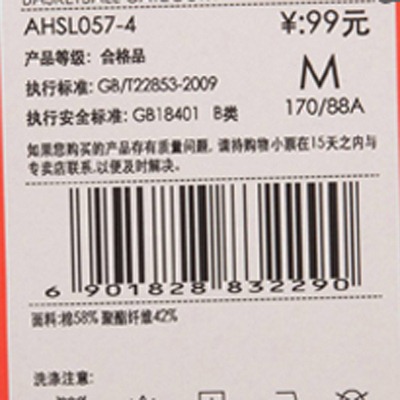 AHSL057-4
¥:99元
产品等级: 合格品
M
执行标准: GB/T22853-2009
170/88A
执行安全标准: GB18401 B类
如果您购买的产品存有质量问题, 请持购物小票在15天之内与
专卖店联系,以便及时解决。
6 901828 832290
面料:棉58% 聚酯纤维42%
洗涤注意: